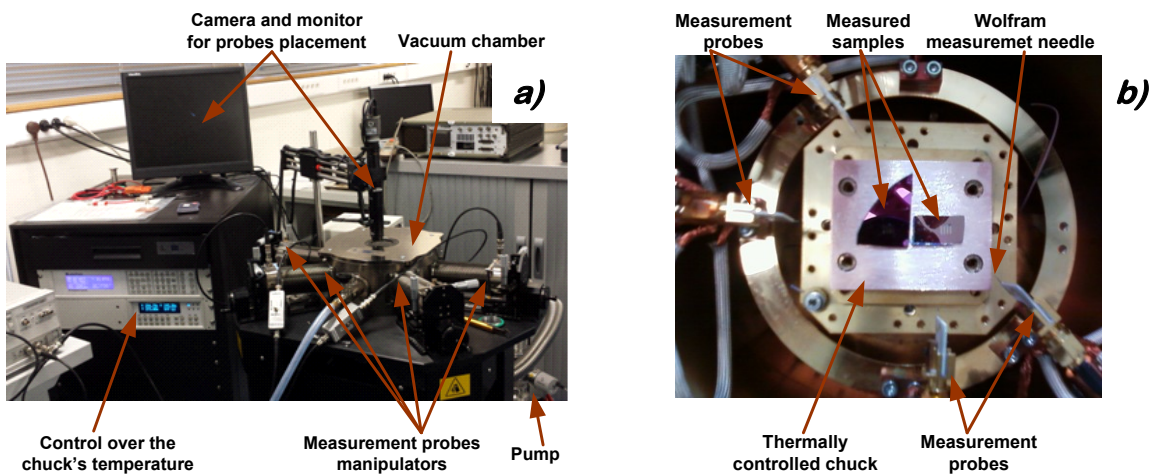 Camera and monitor
for probes placement
Vacuum chamber
a)
Control over the
chuck's temperature
Measurement probes
manipulators
Pump
Measurement
probes
Measured
samples
Wolfram
measuremet needle
b)
Thermally
controlled chuck
Measurement
probes